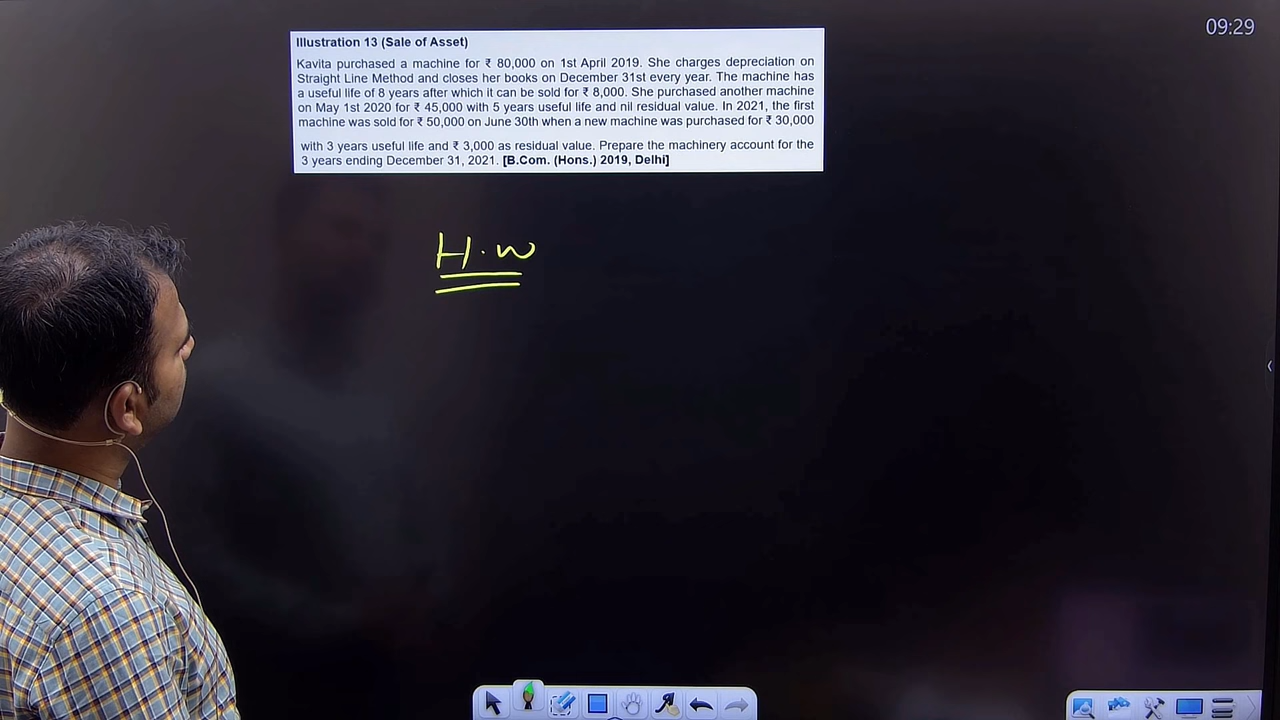 09:29
Illustration 13 (Sale of Asset)
Kavita purchased a machine for ₹ 80,000 on 1st April 2019. She charges depreciation on
Straight Line Method and closes her books on December 31st every year. The machine has
a useful life of 8 years after which it can be sold for ₹ 8,000. She purchased another machine
on May 1st 2020 for ₹ 45,000 with 5 years useful life and nil residual value. In 2021, the first
machine was sold for ₹ 50,000 on June 30th when a new machine was purchased for ₹ 30,000
with 3 years useful life and ₹ 3,000 as residual value. Prepare the machinery account for the
3 years ending December 31, 2021. [B.Com. (Hons.) 2019, Delhi]
H.W